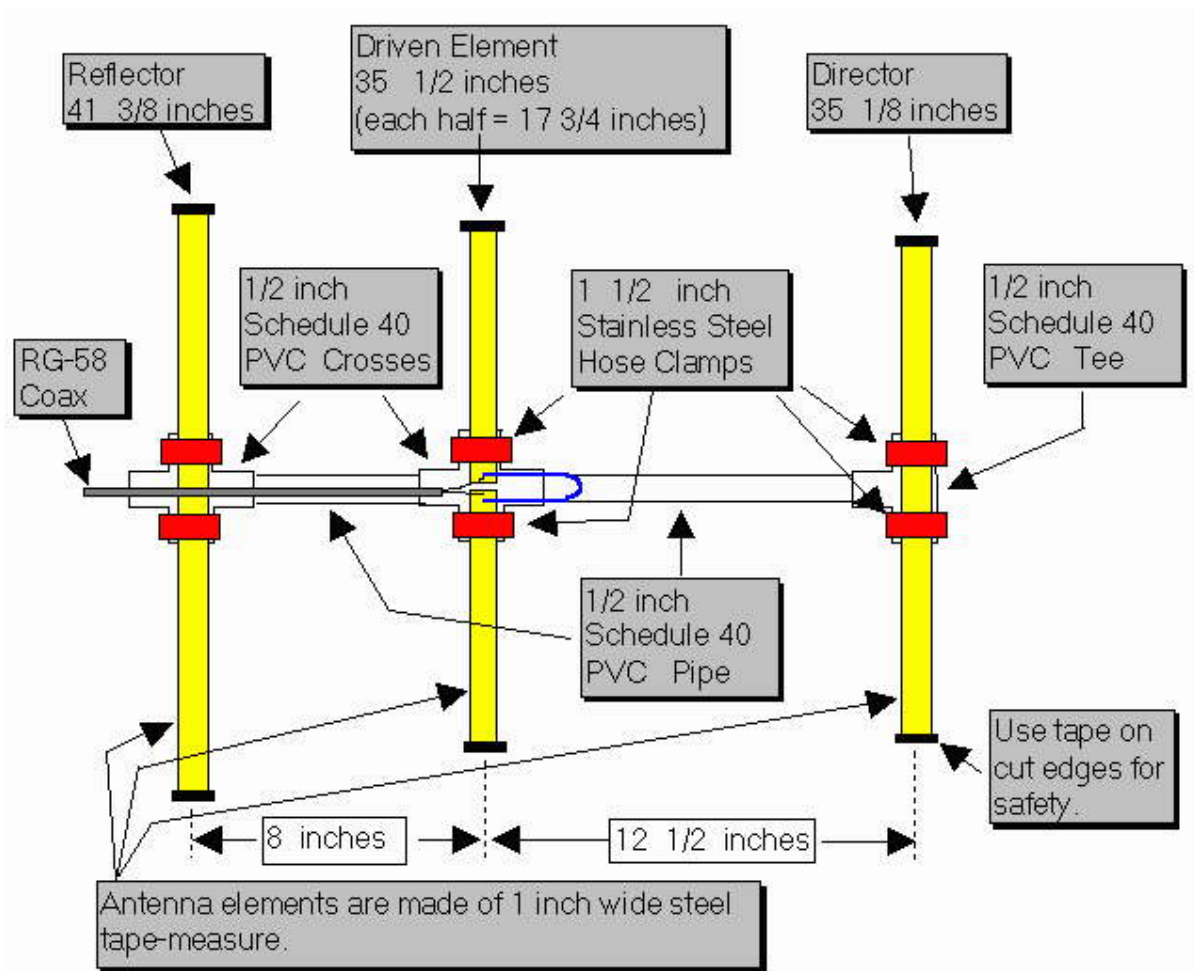 Reflector
41 3/8 inches
Driven Element
35 1/2 inches
(each half = 17 3/4 inches)
Director
35 1/8 inches
RG-58
Coax
1/2 inch
Schedule 40
PVC Crosses
1 1/2 inch
Stainless Steel
Hose Clamps
1/2 inch
Schedule 40
PVC Tee
1/2 inch
Schedule 40
PVC Pipe
Use tape on
cut edges for
safety.
8 inches
12 1/2 inches
Antenna elements are made of 1 inch wide steel
tape-measure.